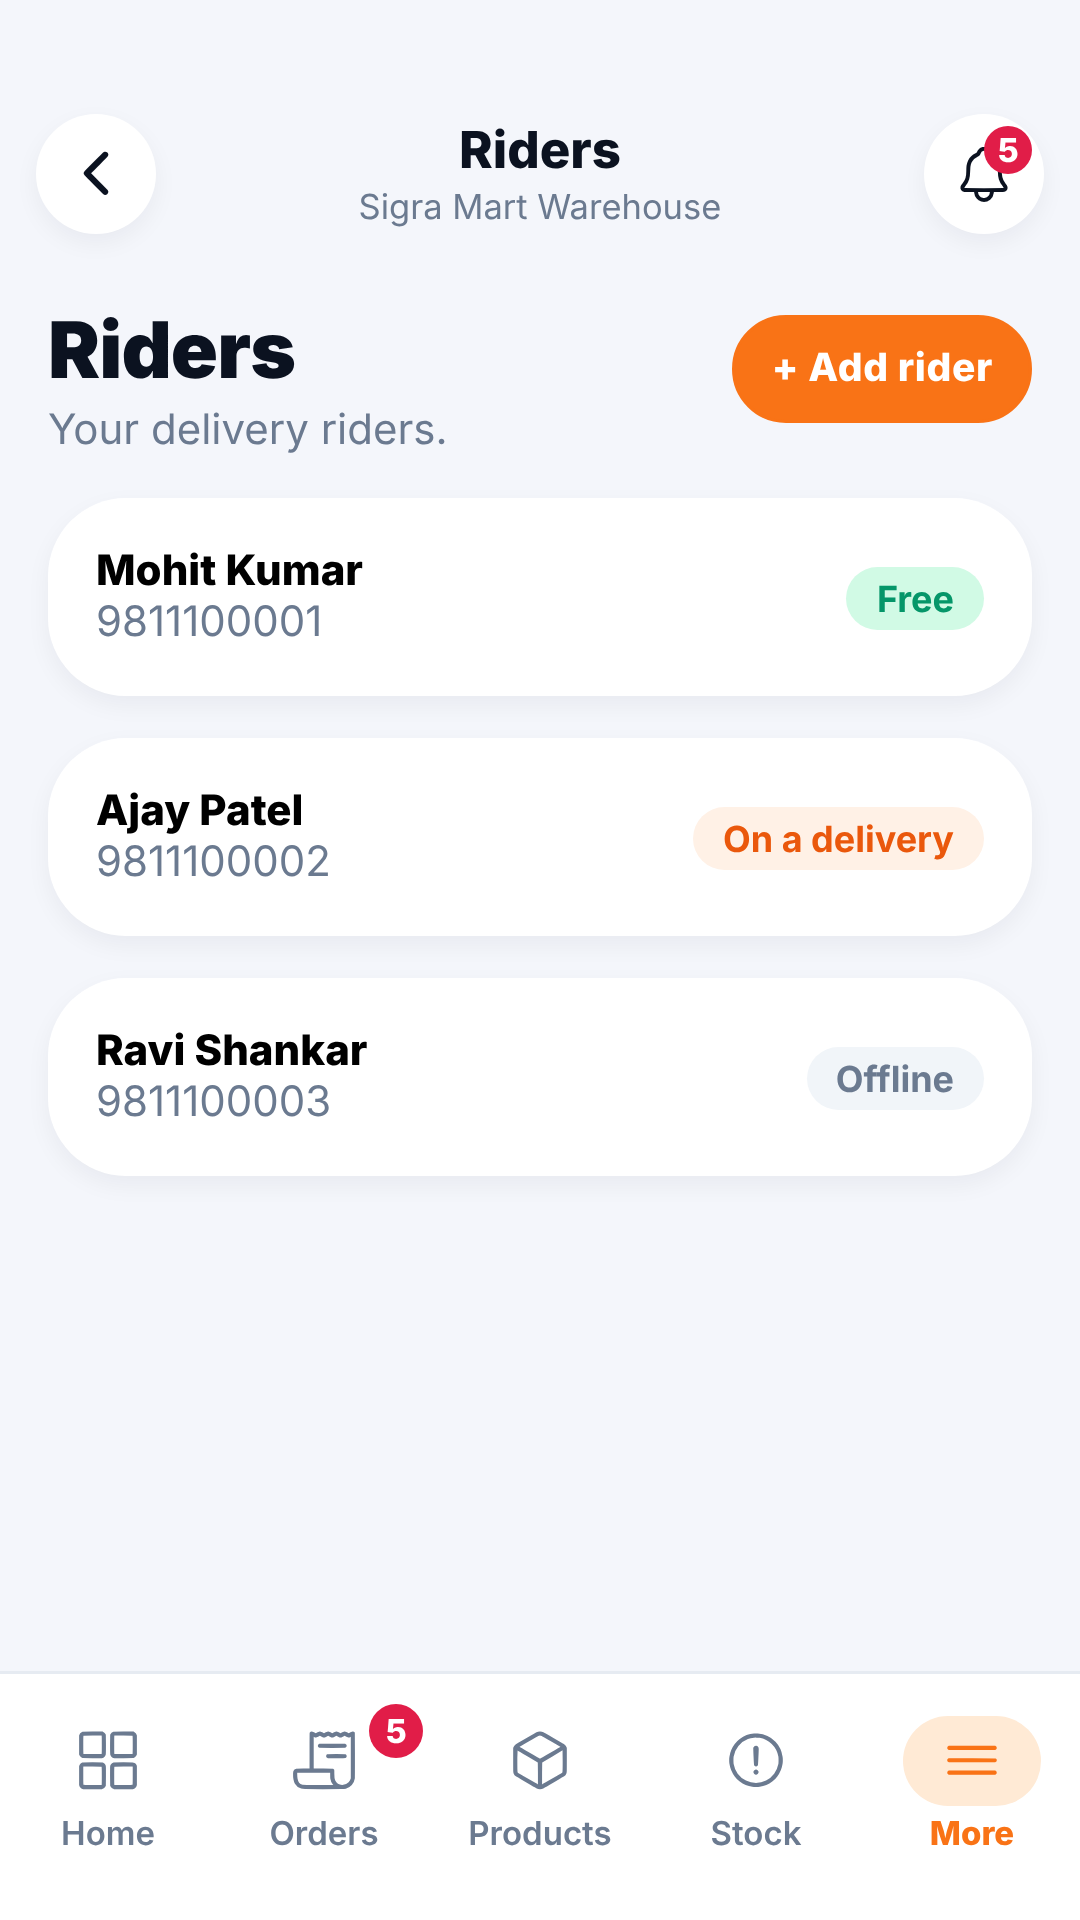 Riders
Sigra Mart Warehouse
5
Riders
Your delivery riders.
+ Add rider
Mohit Kumar
9811100001
Free
Ajay Patel
9811100002
On a delivery
Ravi Shankar
9811100003
Offline
5
Home
Orders
Products
Stock
More